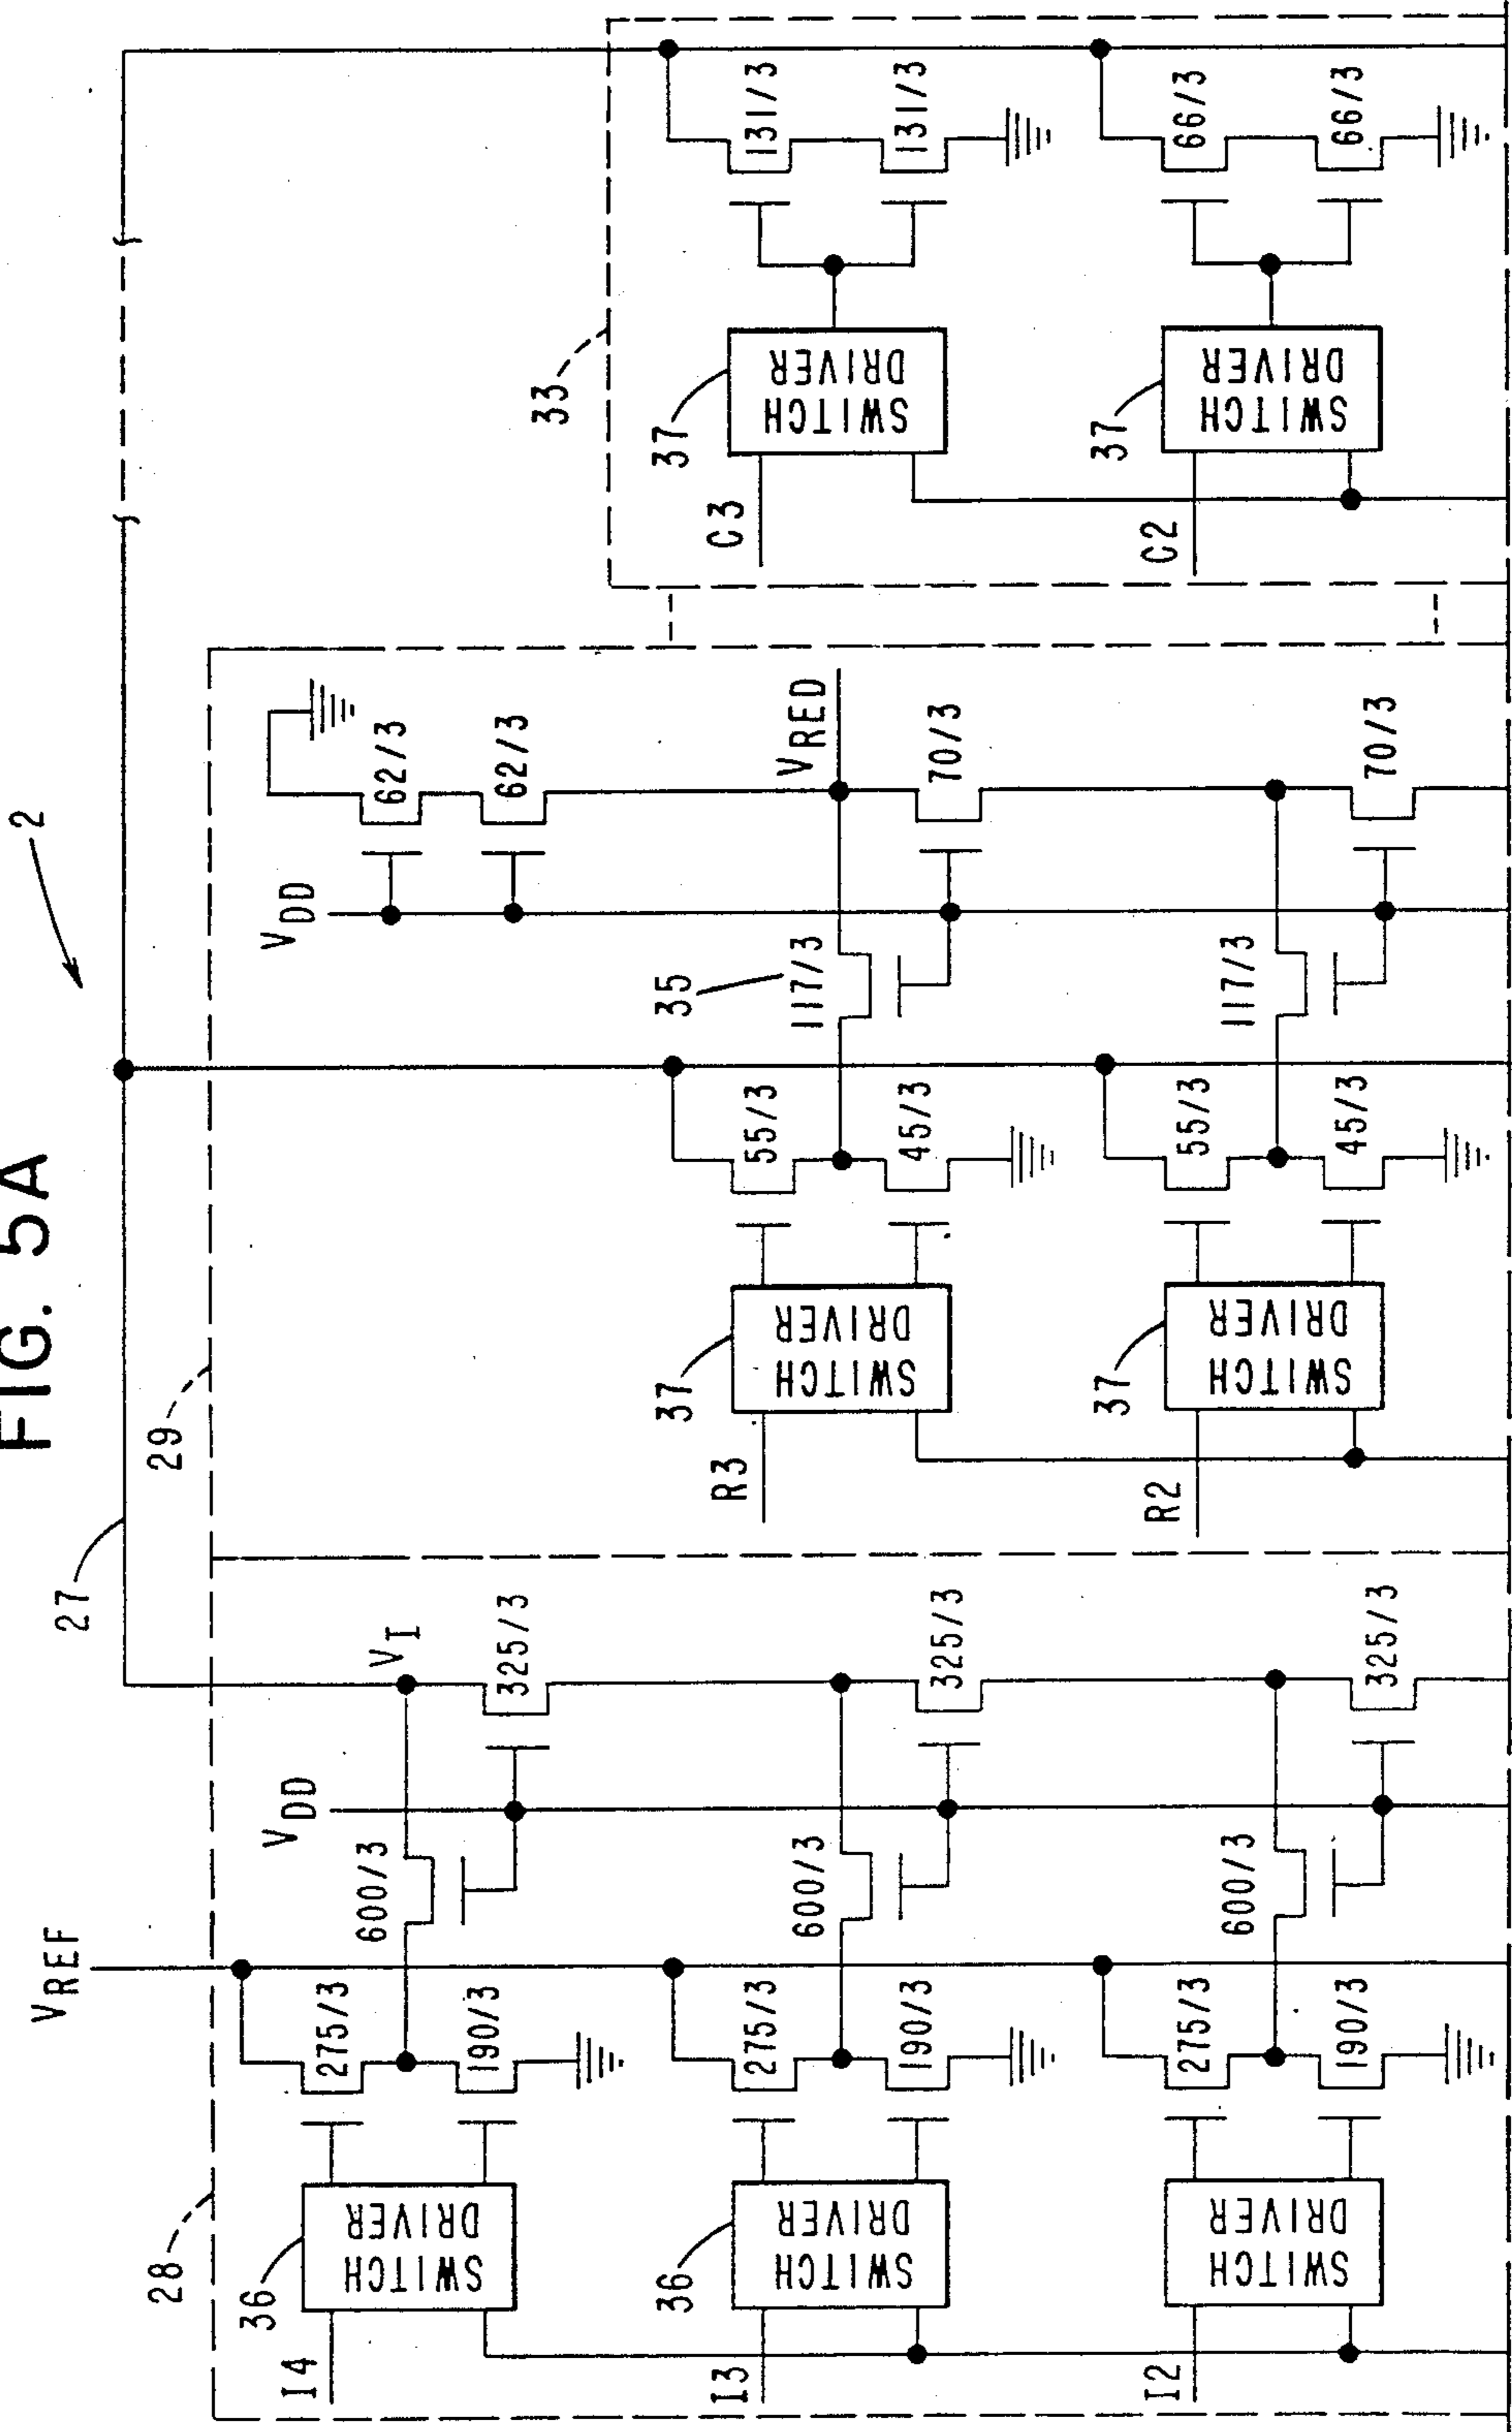 FIG. 5A
2
27
VREF
28
29
33
36
I4
SWITCH
DRIVER
275/3
190/3
600/3
VDD
VI
325/3
36
I3
SWITCH
DRIVER
275/3
190/3
600/3
325/3
I2
SWITCH
DRIVER
275/3
190/3
600/3
325/3
VDD
62/3
62/3
37
R3
SWITCH
DRIVER
55/3
45/3
35
117/3
VRED
70/3
37
R2
SWITCH
DRIVER
55/3
45/3
117/3
70/3
37
C3
SWITCH
DRIVER
131/3
131/3
37
C2
SWITCH
DRIVER
66/3
66/3